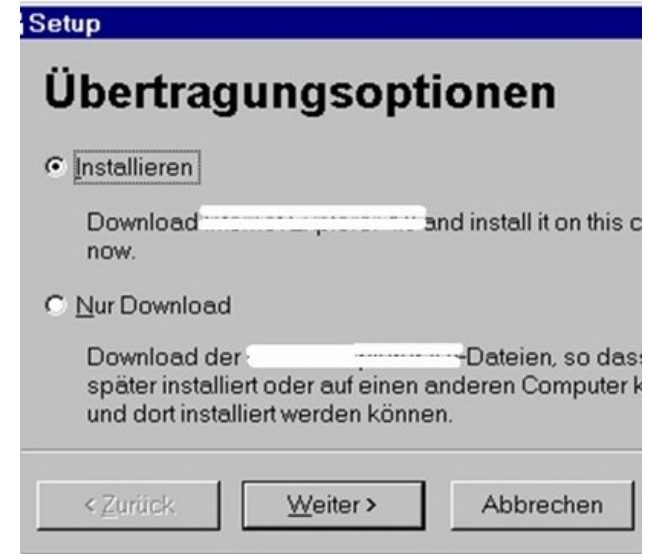 Setup
Übertragungsoptionen
Installieren
Download and install it on this c
now.
Nur Download
Download der -Dateien, so dass
später installiert oder auf einen anderen Computer k
und dort installiert werden können.
< Zurück
Weiter >
Abbrechen